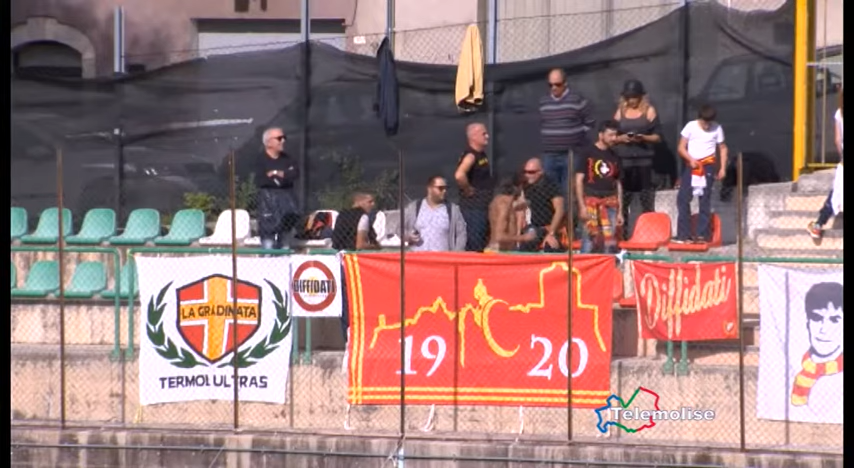 LA GRADINATA
TERMOLI ULTRAS
DIFFIDATI
19 20
Diffidati
Telemolise